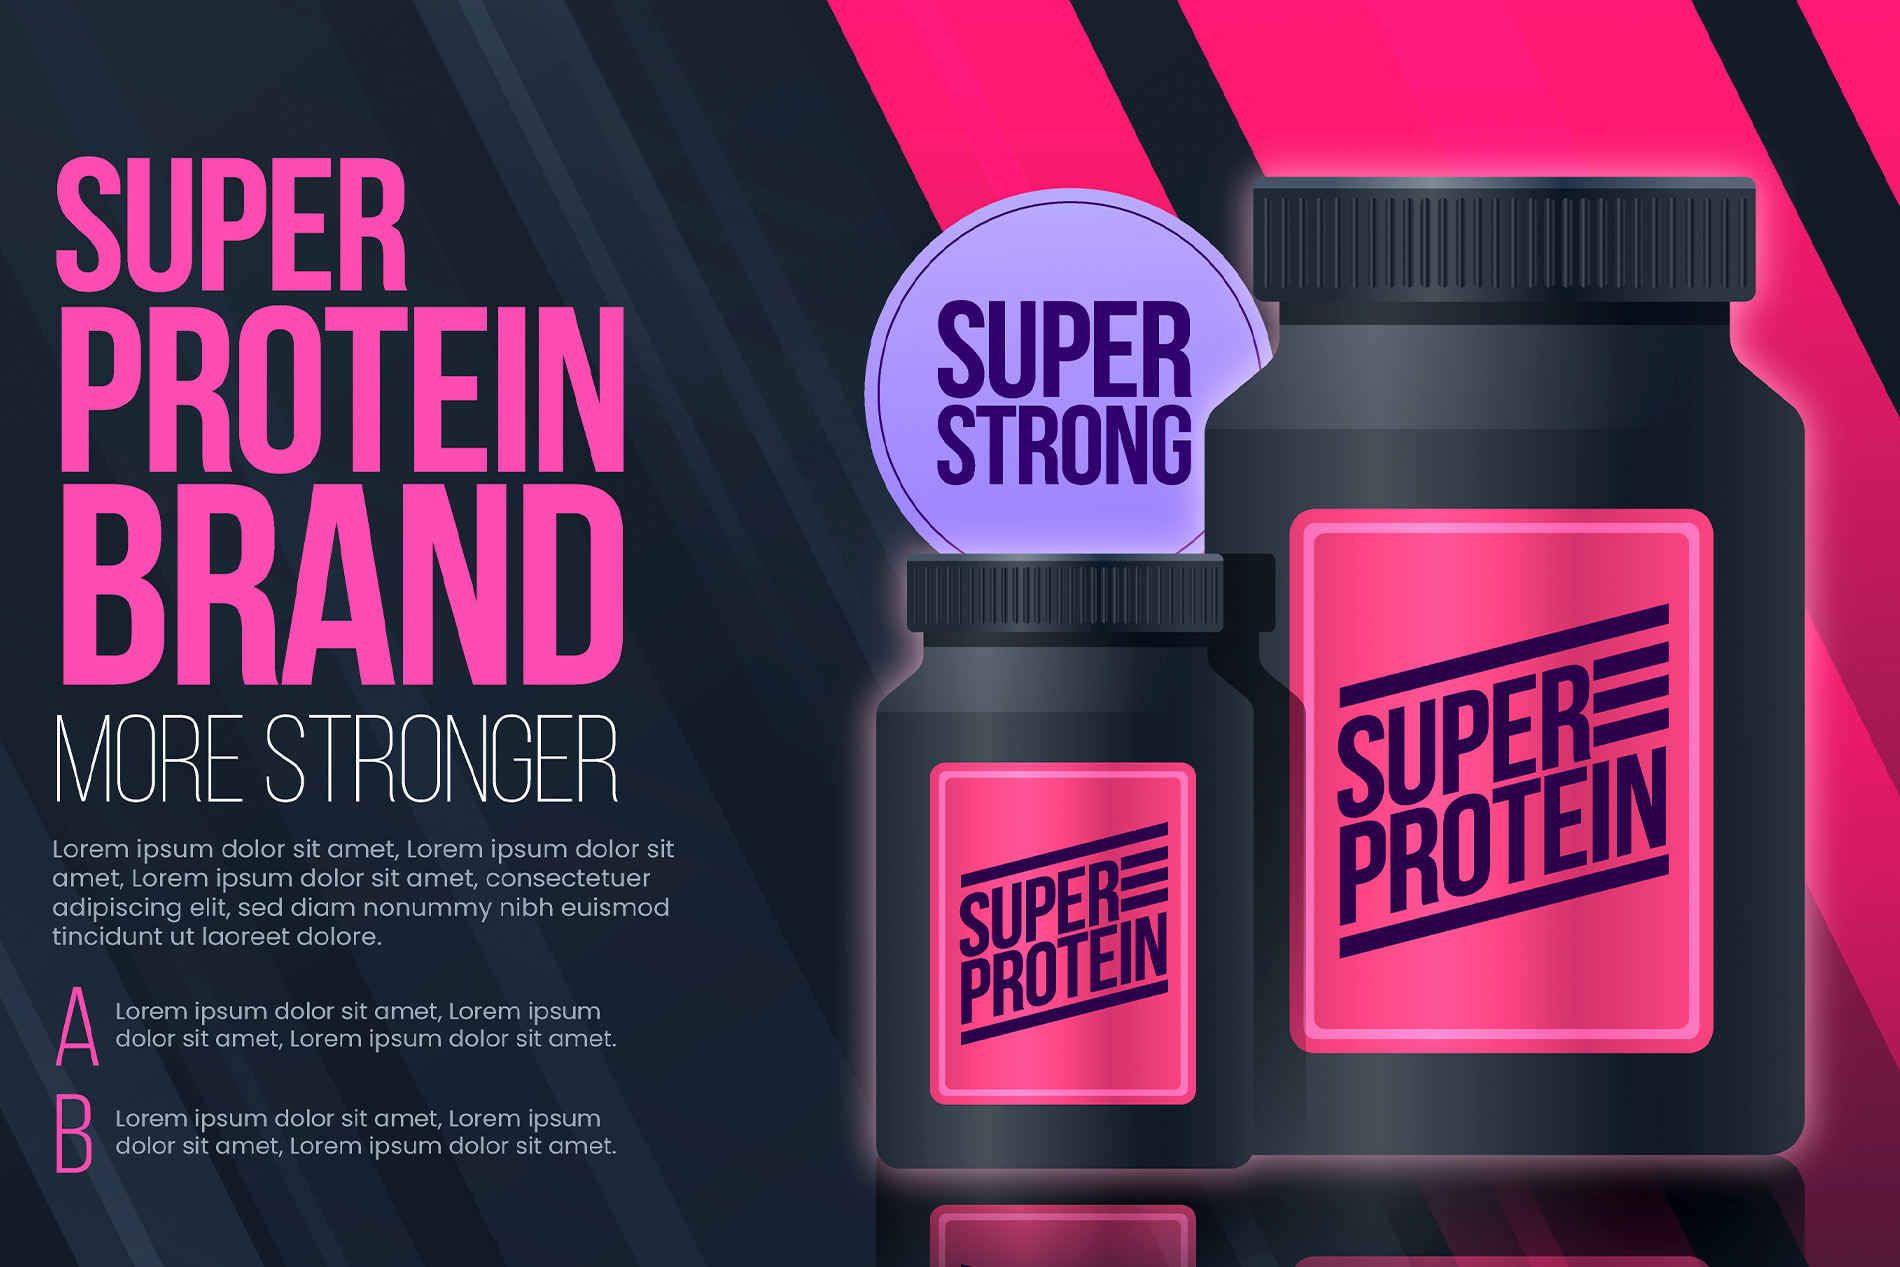 SUPER
PROTEIN
BRAND
MORE STRONGER
Lorem ipsum dolor sit amet, Lorem ipsum dolor sit
amet, Lorem ipsum dolor sit amet, consectetuer
adipiscing elit, sed diam nonummy nibh euismod
tincidunt ut laoreet dolore.
A
Lorem ipsum dolor sit amet, Lorem ipsum
dolor sit amet, Lorem ipsum dolor sit amet.
B
Lorem ipsum dolor sit amet, Lorem ipsum
dolor sit amet, Lorem ipsum dolor sit amet.
SUPER
STRONG
SUPER
PROTEIN
SUPER
PROTEIN